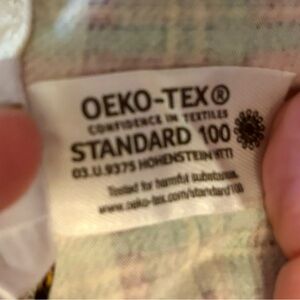 OEKO-TEX®
CONFIDENCE IN TEXTILES
STANDARD 100
03.U.9375 HOHENSTEIN HTTI
Tested for harmful substances.
www.oeko-tex.com/standard100